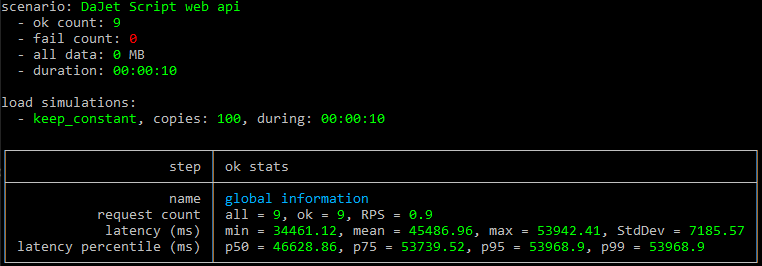 scenario: DaJet Script web api
- ok count: 9
- fail count: 0
- all data: 0 MB
- duration: 00:00:10
load simulations:
- keep_constant, copies: 100, during: 00:00:10
step ok stats
name global information
request count all = 9, ok = 9, RPS = 0.9
latency (ms) min = 34461.12, mean = 45486.96, max = 53942.41, StdDev = 7185.57
latency percentile (ms) p50 = 46628.86, p75 = 53739.52, p95 = 53968.9, p99 = 53968.9